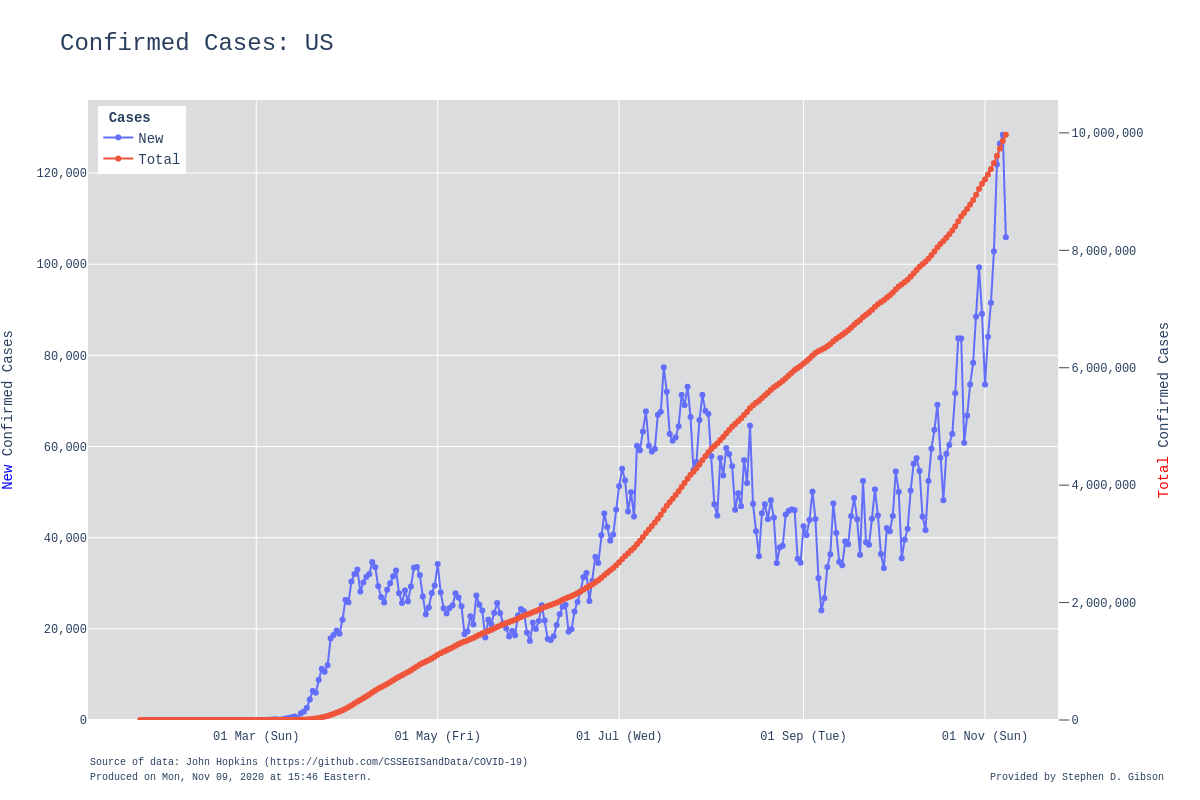 Confirmed Cases: US
Cases
New
Total
120,000
100,000
80,000
60,000
40,000
20,000
0
New Confirmed Cases
10,000,000
8,000,000
6,000,000
4,000,000
2,000,000
0
Total Confirmed Cases
01 Mar (Sun)
01 May (Fri)
01 Jul (Wed)
01 Sep (Tue)
01 Nov (Sun)
Source of data: John Hopkins (https://github.com/CSSEGISandData/COVID-19)
Produced on Mon, Nov 09, 2020 at 15:46 Eastern.
Provided by Stephen D. Gibson